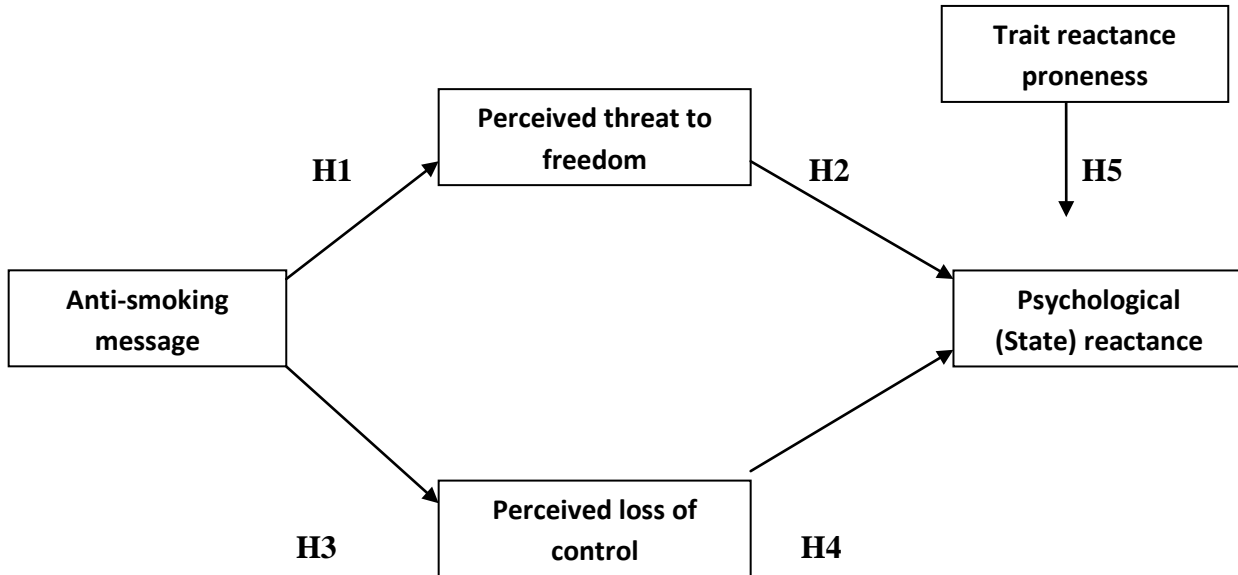 Trait reactance
proneness
Perceived threat to
freedom
H1
H2
H5
Anti-smoking
message
Psychological
(State) reactance
Perceived loss of
control
H3
H4